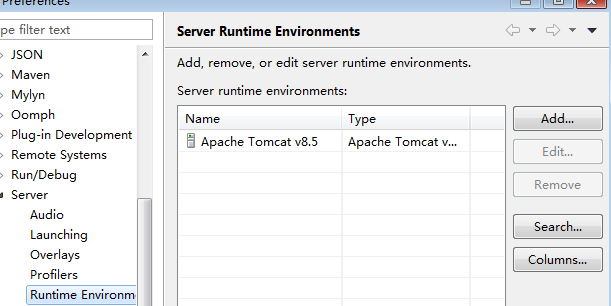 Preferences
pe filter text
JSON
Maven
Mylyn
Oomph
Plug-in Development
Remote Systems
Run/Debug
Server
Audio
Launching
Overlays
Profilers
Runtime Environm
Server Runtime Environments
Add, remove, or edit server runtime environments.
Server runtime environments:
Name Type
Apache Tomcat v8.5 Apache Tomcat v...
Add...
Edit...
Remove
Search...
Columns...